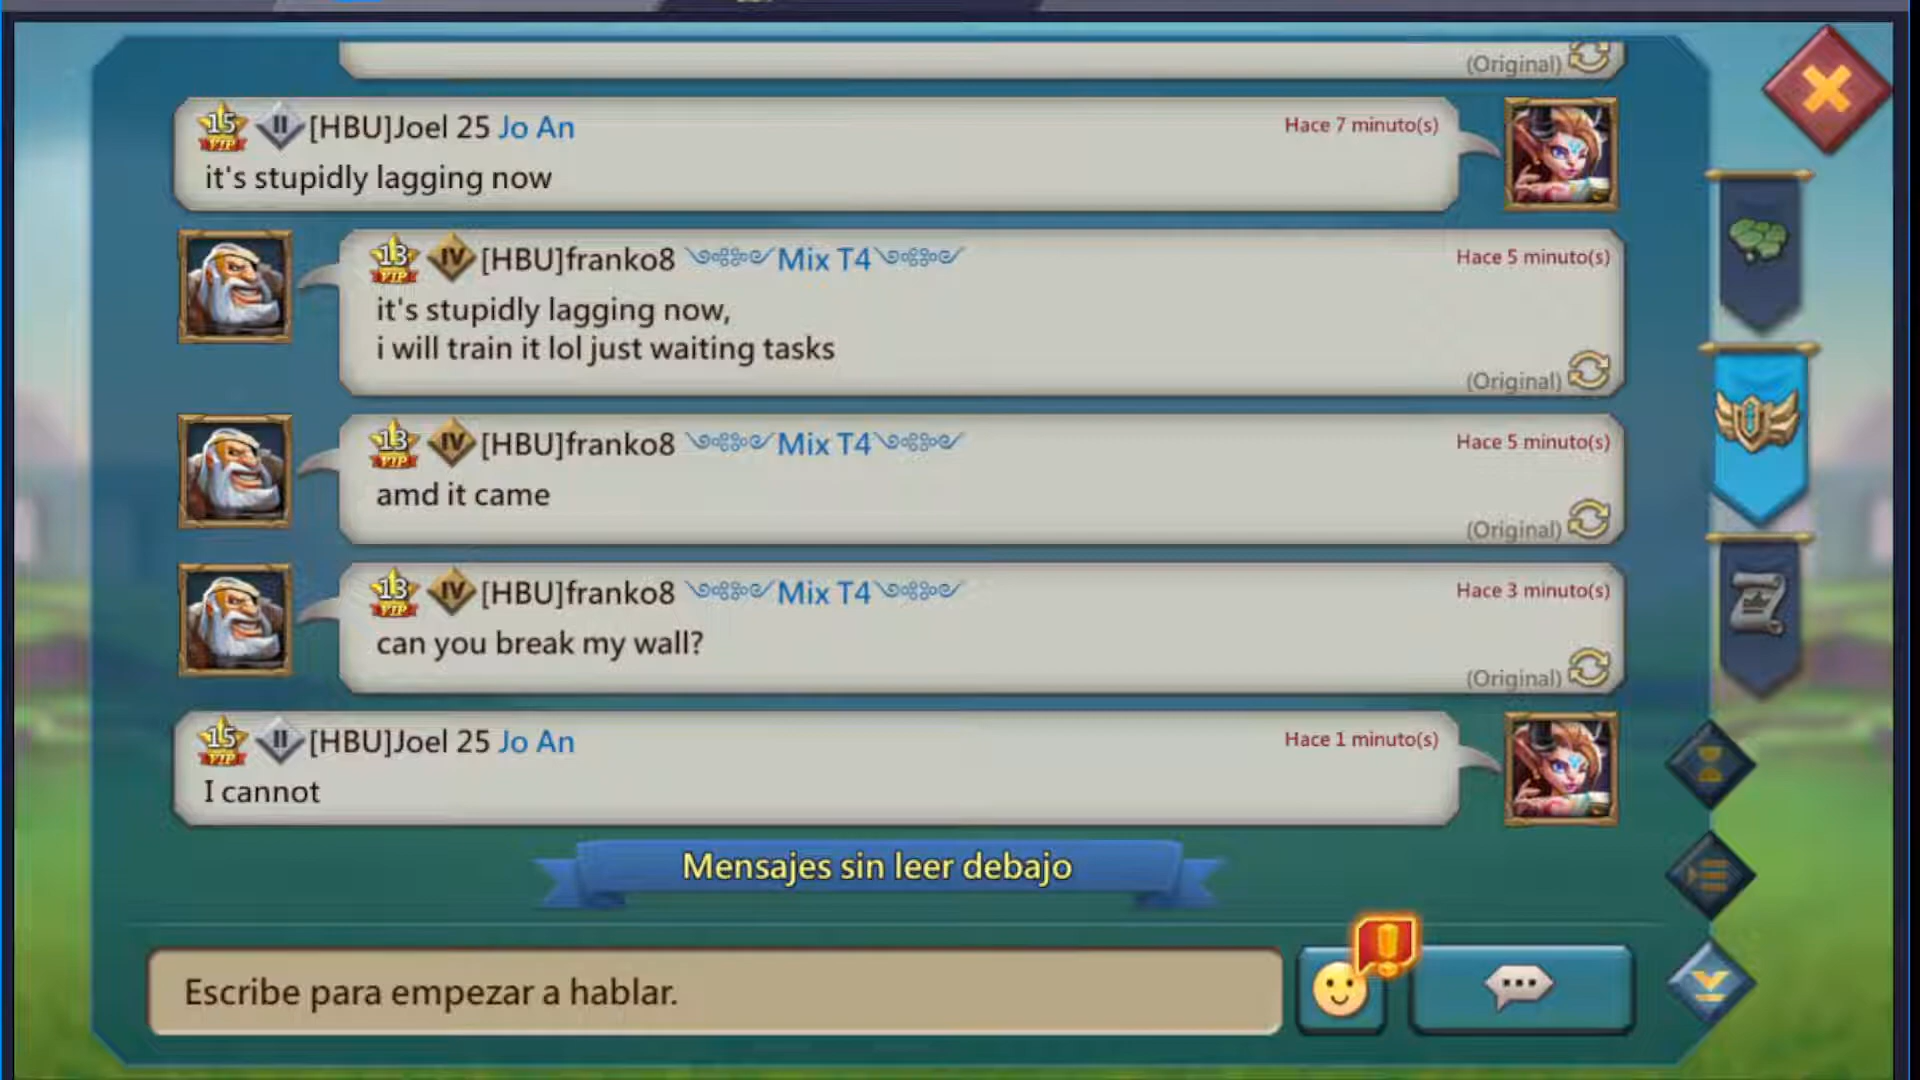 (Original)
15 VIP II [HBU]Joel 25 Jo An Hace 7 minuto(s)
it's stupidly lagging now
13 VIP IV [HBU]franko8 ༄༅Mix T4༄༅ Hace 5 minuto(s)
it's stupidly lagging now,
i will train it lol just waiting tasks
(Original)
13 VIP IV [HBU]franko8 ༄༅Mix T4༄༅ Hace 5 minuto(s)
amd it came
(Original)
13 VIP IV [HBU]franko8 ༄༅Mix T4༄༅ Hace 3 minuto(s)
can you break my wall?
(Original)
15 VIP II [HBU]Joel 25 Jo An Hace 1 minuto(s)
I cannot
Mensajes sin leer debajo
Escribe para empezar a hablar.